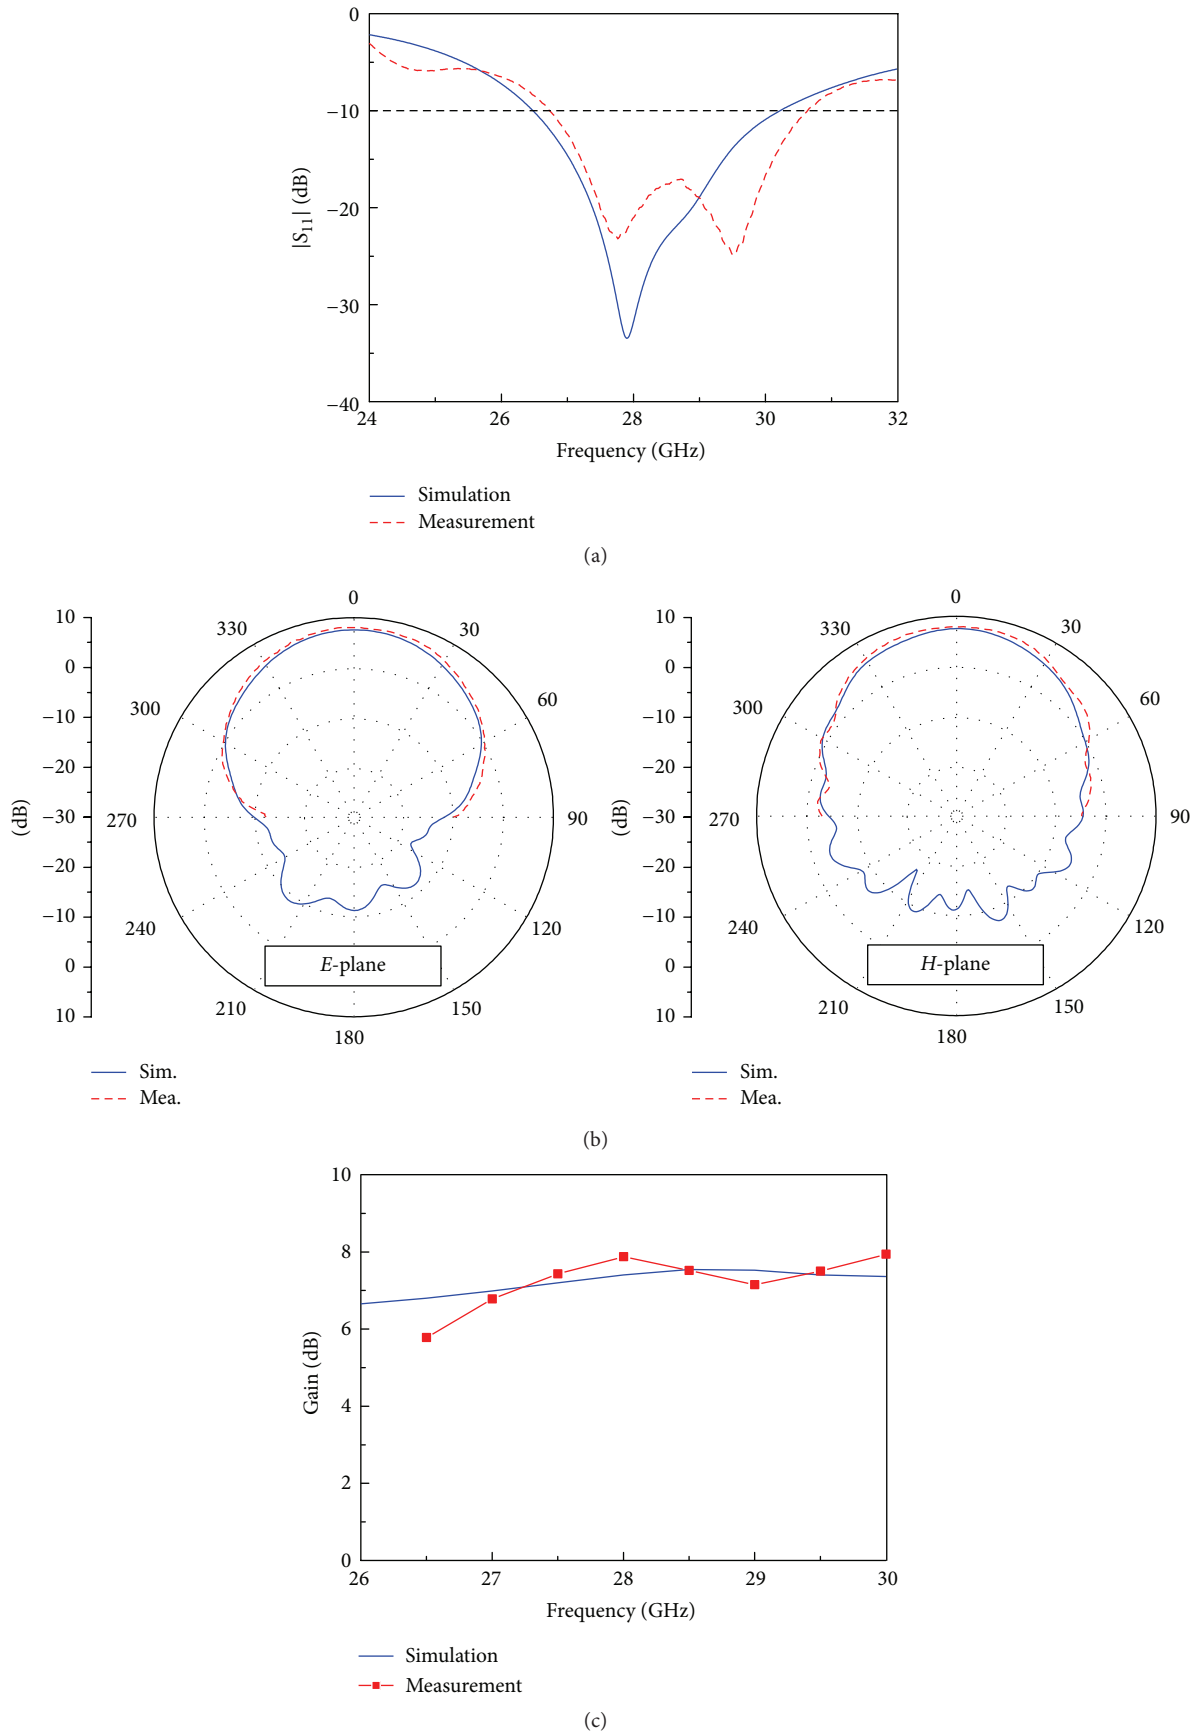 0
−10
−20
−30
−40
|S11| (dB)
24 26 28 30 32
Frequency (GHz)
Simulation
Measurement
(a)
10
0
−10
−20
−30
−20
−10
0
10
(dB)
0
30
60
90
120
150
180
210
240
270
300
330
E-plane
Sim.
Mea.
10
0
−10
−20
−30
−20
−10
0
10
(dB)
0
30
60
90
120
150
180
210
240
270
300
330
H-plane
Sim.
Mea.
(b)
10
8
6
4
2
0
Gain (dB)
26 27 28 29 30
Frequency (GHz)
Simulation
Measurement
(c)